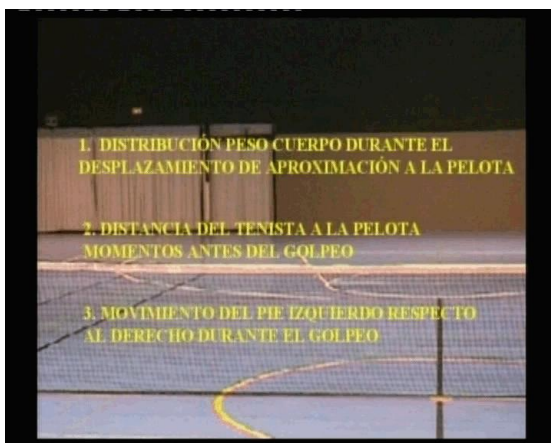 1. DISTRIBUCIÓN PESO CUERPO DURANTE EL
DESPLAZAMIENTO DE APROXIMACIÓN A LA PELOTA
2. DISTANCIA DEL TENISTA A LA PELOTA
MOMENTOS ANTES DEL GOLPEO
3. MOVIMIENTO DEL PIE IZQUIERDO RESPECTO
AL DERECHO DURANTE EL GOLPEO